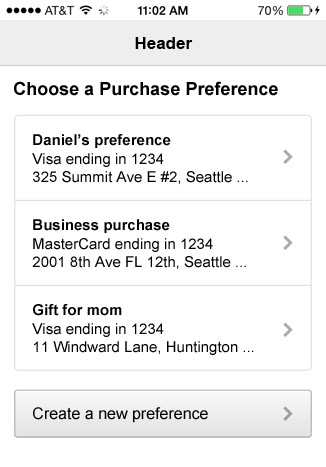 AT&T 11:02 AM 70%
Header
Choose a Purchase Preference
Daniel's preference
Visa ending in 1234
325 Summit Ave E #2, Seattle ...
Business purchase
MasterCard ending in 1234
2001 8th Ave FL 12th, Seattle ...
Gift for mom
Visa ending in 1234
11 Windward Lane, Huntington ...
Create a new preference